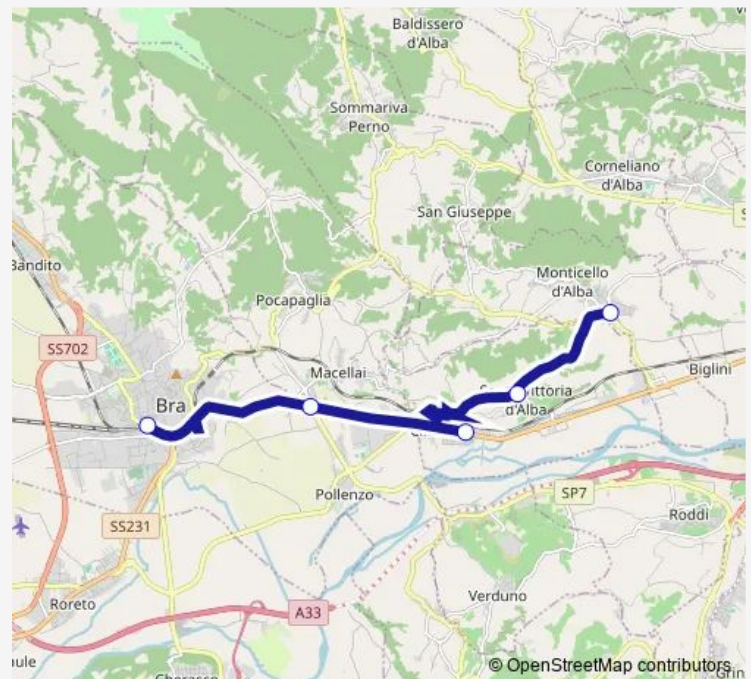 Baldissero
d'Alba
Sommariva
Perno
Corneliano
d'Alba
San Giuseppe
Bandito
Monticello
d'Alba
Pocapaglia
SS702
Macellai
Biglini
Bra
d'Alba
Pollenzo
SP7
SS231
Roddi
Verduno
Roreto
A33
© OpenStreetMap contributors